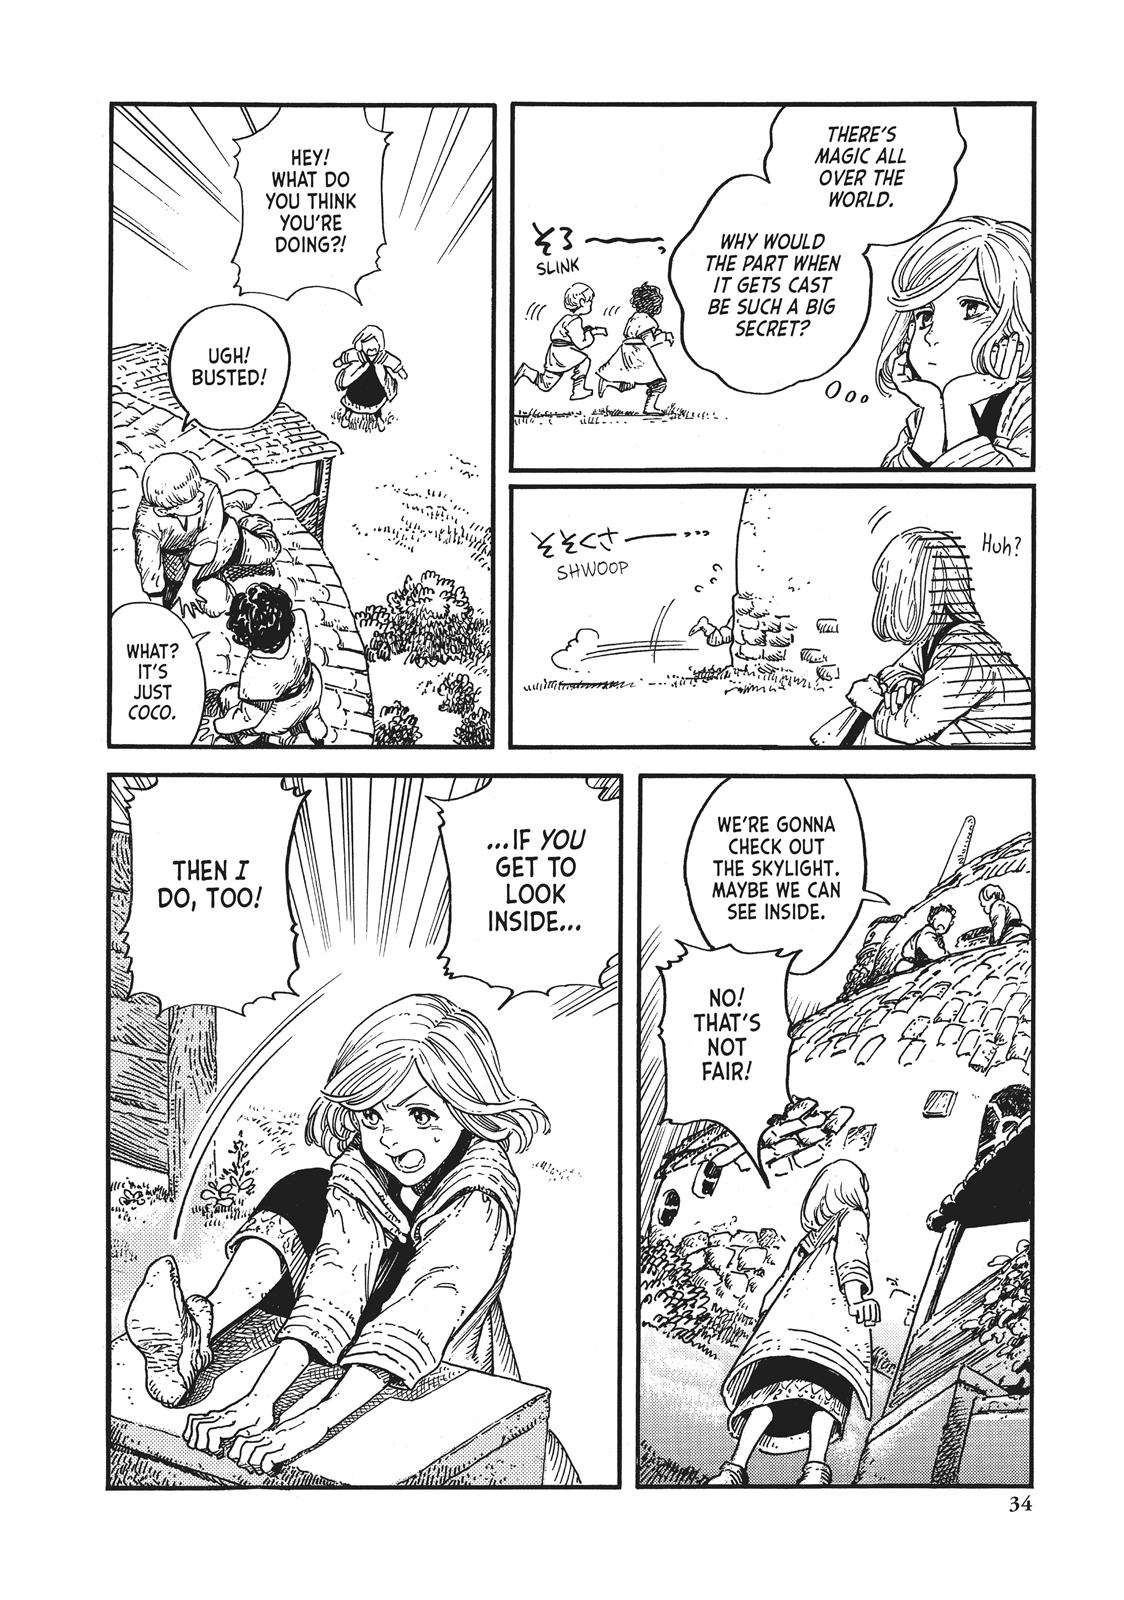 THERE'S
MAGIC ALL
OVER THE
WORLD.
WHY WOULD
THE PART WHEN
IT GETS CAST
BE SUCH A BIG
SECRET?
そろ
SLINK
Huh?
そそくさ
SHWOOP
HEY!
WHAT DO
YOU THINK
YOU'RE
DOING?!
UGH!
BUSTED!
WHAT?
IT'S
JUST
COCO.
WE'RE GONNA
CHECK OUT
THE SKYLIGHT.
MAYBE WE CAN
SEE INSIDE.
NO!
THAT'S
NOT
FAIR!
...IF YOU
GET TO
LOOK
INSIDE...
THEN I
DO, TOO!
34